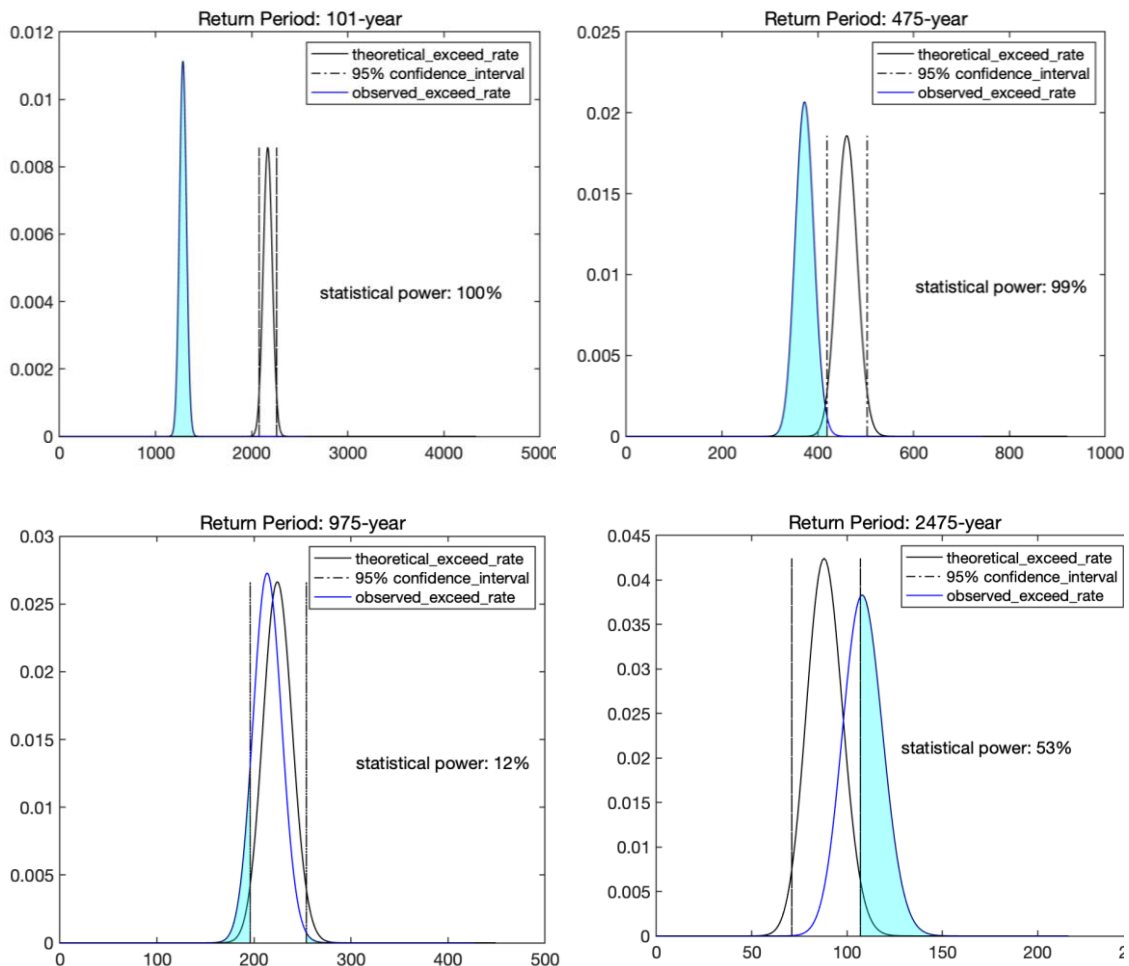 Return Period: 101-year
0.012
0.01
0.008
0.006
0.004
0.002
0
0 1000 2000 3000 4000 500
theoretical_exceed_rate
95% confidence_interval
observed_exceed_rate
statistical power: 100%
Return Period: 475-year
0.025
0.02
0.015
0.01
0.005
0
0 200 400 600 800 1000
theoretical_exceed_rate
95% confidence_interval
observed_exceed_rate
statistical power: 99%
Return Period: 975-year
0.03
0.025
0.02
0.015
0.01
0.005
0
0 100 200 300 400 500
theoretical_exceed_rate
95% confidence_interval
observed_exceed_rate
statistical power: 12%
Return Period: 2475-year
0.045
0.04
0.035
0.03
0.025
0.02
0.015
0.01
0.005
0
0 50 100 150 200
theoretical_exceed_rate
95% confidence_interval
observed_exceed_rate
statistical power: 53%